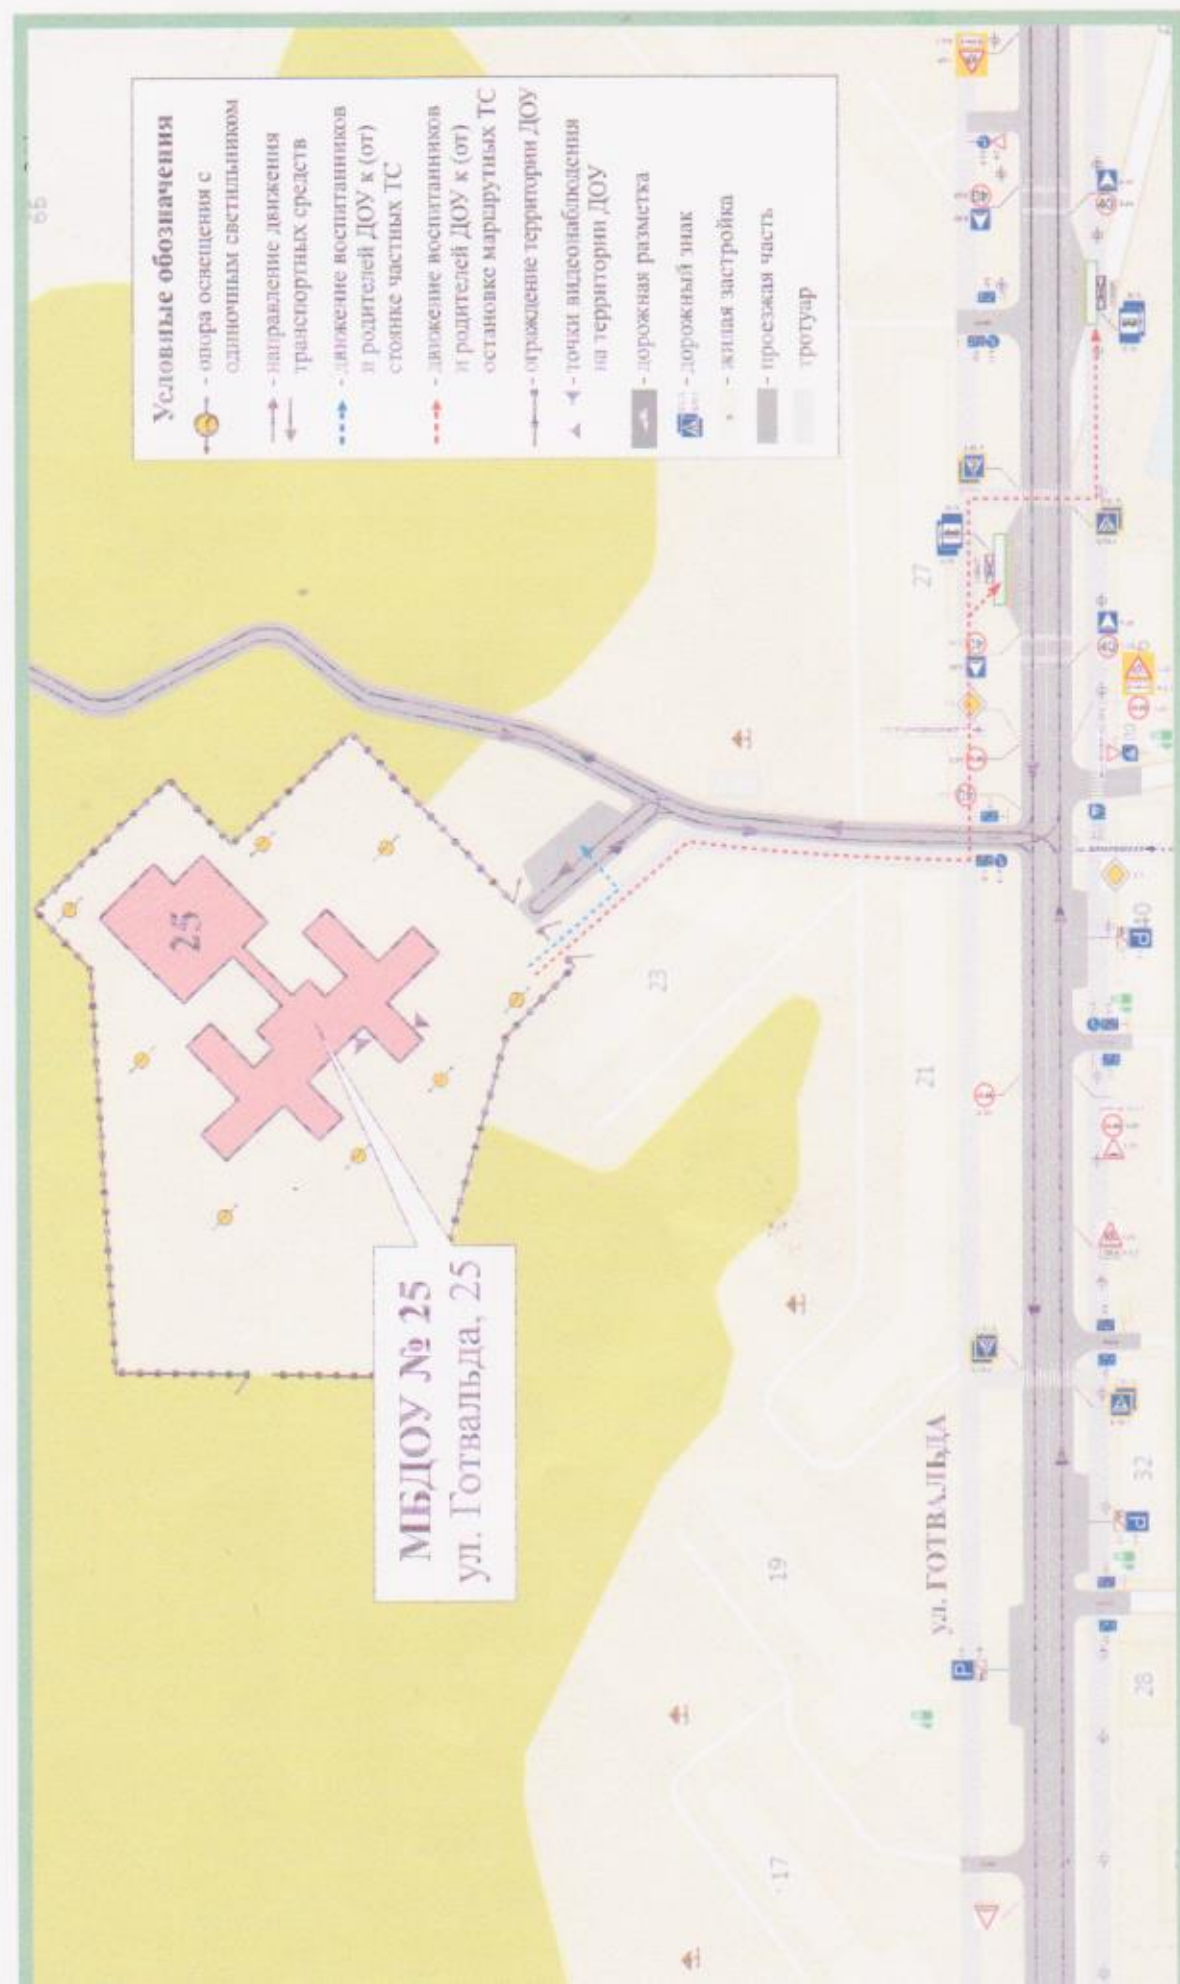 Условные обозначения
- опора освещения с
одиночным светильником
- направление движения
транспортных средств
- движение воспитанников
и родителей ДОУ к (от)
стоянке частных ТС
- движение воспитанников
и родителей ДОУ к (от)
остановке маршрутных ТС
- ограждение территории ДОУ
- точки видеонаблюдения
на территории ДОУ
- дорожная разметка
- дорожный знак
- жилая застройка
- проезжая часть
тротуар
25
МБДОУ № 25
ул. Готвальда, 25
23
27
21
19
17
ул. ГОТВАЛЬДА
40
32
28
P
P
P
40